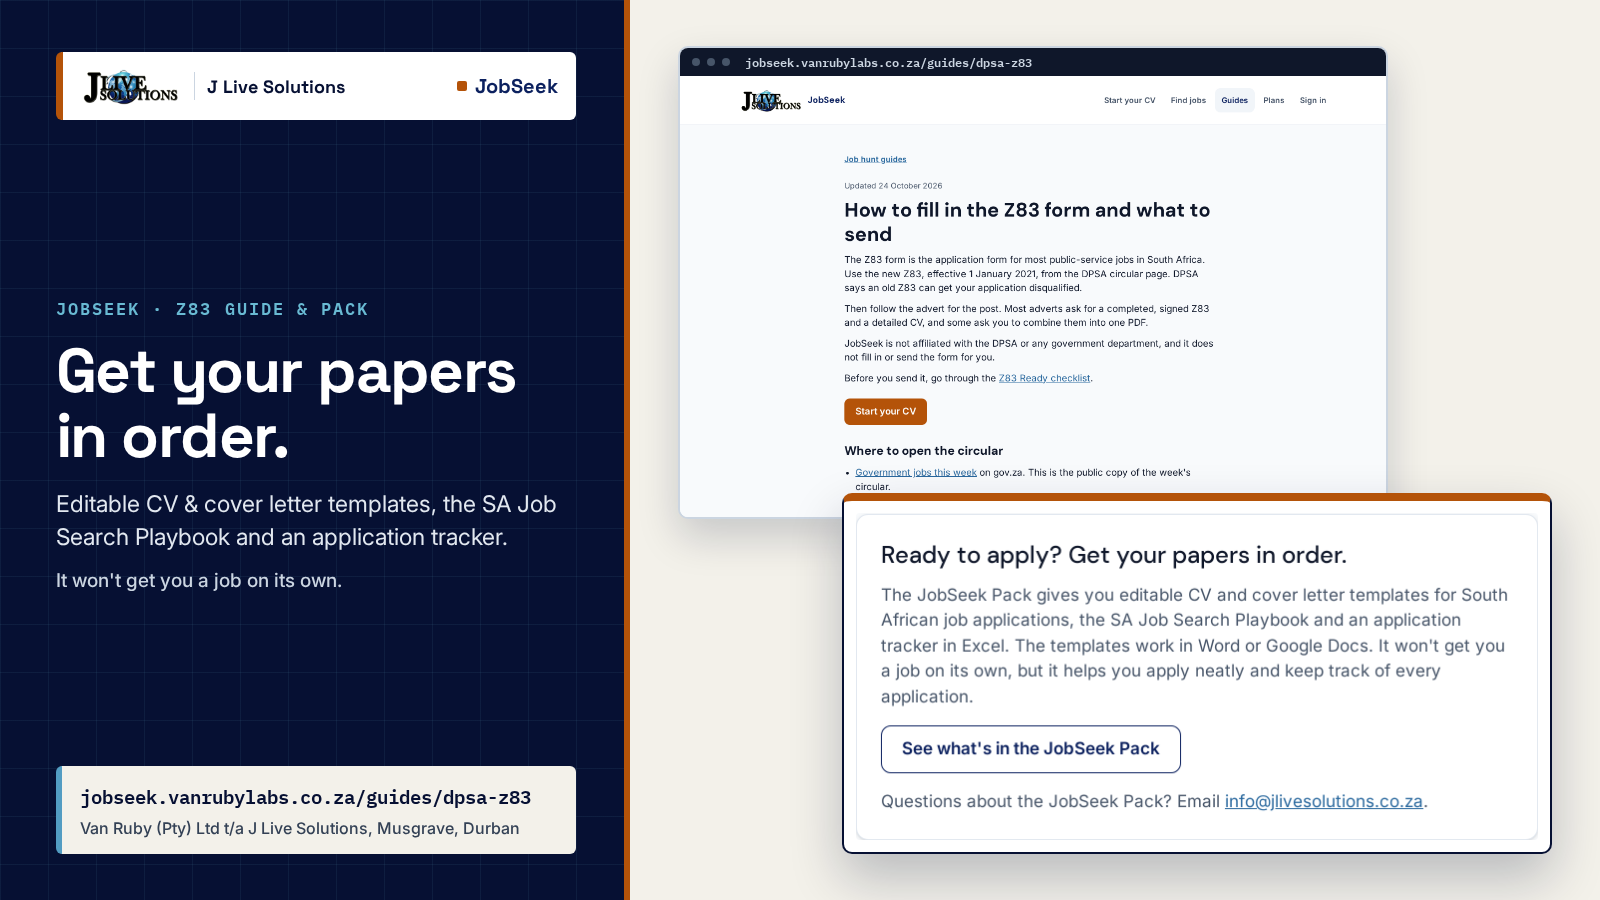 J LIVE SOLUTIONS
J Live Solutions
JobSeek
JOBSEEK · Z83 GUIDE & PACK
Get your papers
in order.
Editable CV & cover letter templates, the SA Job
Search Playbook and an application tracker.
It won't get you a job on its own.
jobseek.vanrubylabs.co.za/guides/dpsa-z83
Van Ruby (Pty) Ltd t/a J Live Solutions, Musgrave, Durban
jobseek.vanrubylabs.co.za/guides/dpsa-z83
J LIVE SOLUTIONS
JobSeek
Start your CV
Find jobs
Guides
Plans
Sign in
Job hunt guides
Updated 24 October 2026
How to fill in the Z83 form and what to
send
The Z83 form is the application form for most public-service jobs in South Africa.
Use the new Z83, effective 1 January 2021, from the DPSA circular page. DPSA
says an old Z83 can get your application disqualified.
Then follow the advert for the post. Most adverts ask for a completed, signed Z83
and a detailed CV, and some ask you to combine them into one PDF.
JobSeek is not affiliated with the DPSA or any government department, and it does
not fill in or send the form for you.
Before you send it, go through the Z83 Ready checklist.
Start your CV
Where to open the circular
• Government jobs this week on gov.za. This is the public copy of the week's
circular.
Ready to apply? Get your papers in order.
The JobSeek Pack gives you editable CV and cover letter templates for South
African job applications, the SA Job Search Playbook and an application
tracker in Excel. The templates work in Word or Google Docs. It won't get you
a job on its own, but it helps you apply neatly and keep track of every
application.
See what's in the JobSeek Pack
Questions about the JobSeek Pack? Email info@jlivesolutions.co.za.